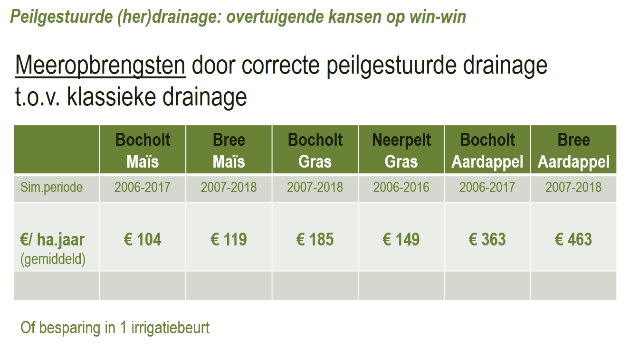 Peilgestuurde (her)drainage: overtuigende kansen op win-win
Meeropbrengsten door correcte peilgestuurde drainage
t.o.v. klassieke drainage
Bocholt Maïs Bree Maïs Bocholt Gras Neerpelt Gras Bocholt Aardappel Bree Aardappel
Sim.periode 2006-2017 2007-2018 2007-2018 2006-2016 2006-2017 2007-2018
€/ ha.jaar (gemiddeld) € 104 € 119 € 185 € 149 € 363 € 463
Of besparing in 1 irrigatiebeurt